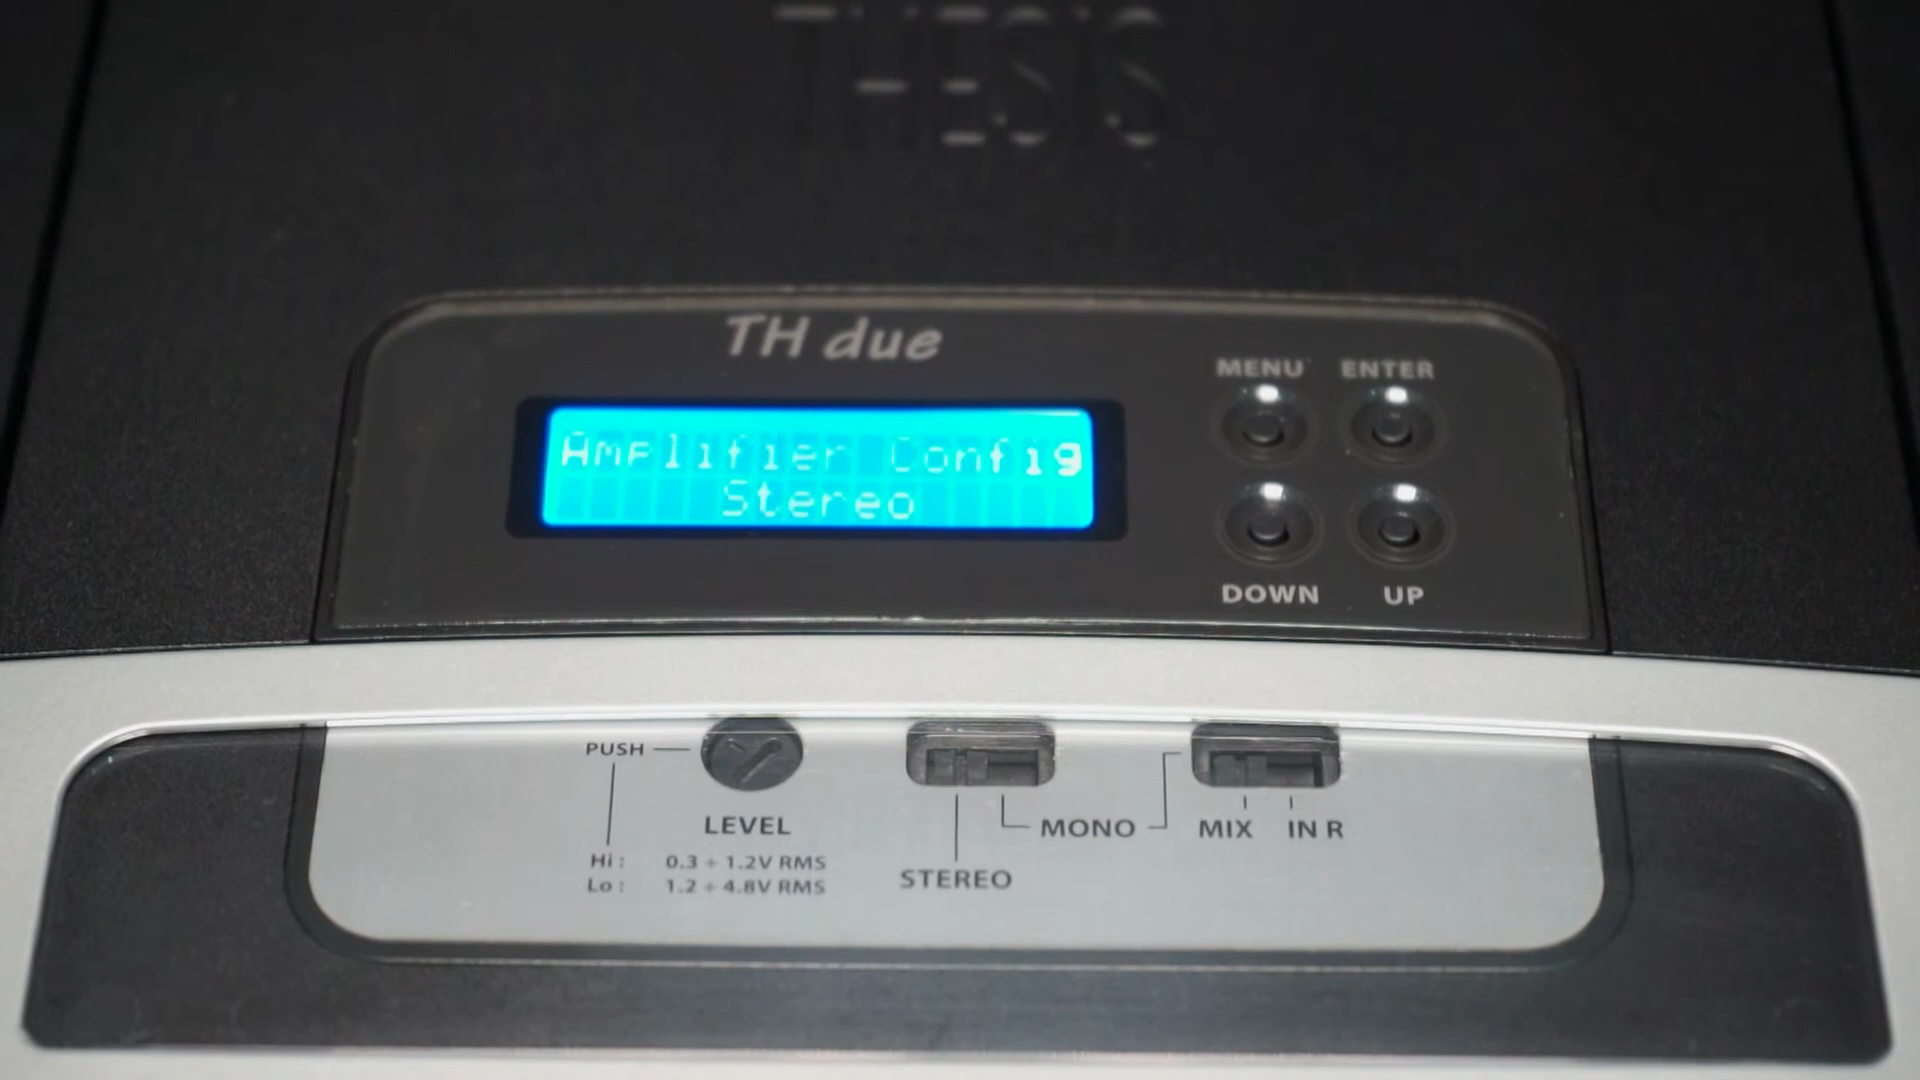 THESIS
TH due
MENU ENTER
Amplifier Config
Stereo
DOWN UP
PUSH
LEVEL
MONO
MIX IN R
Hi : 0.3 ÷ 1.2V RMS
Lo : 1.2 ÷ 4.8V RMS
STEREO